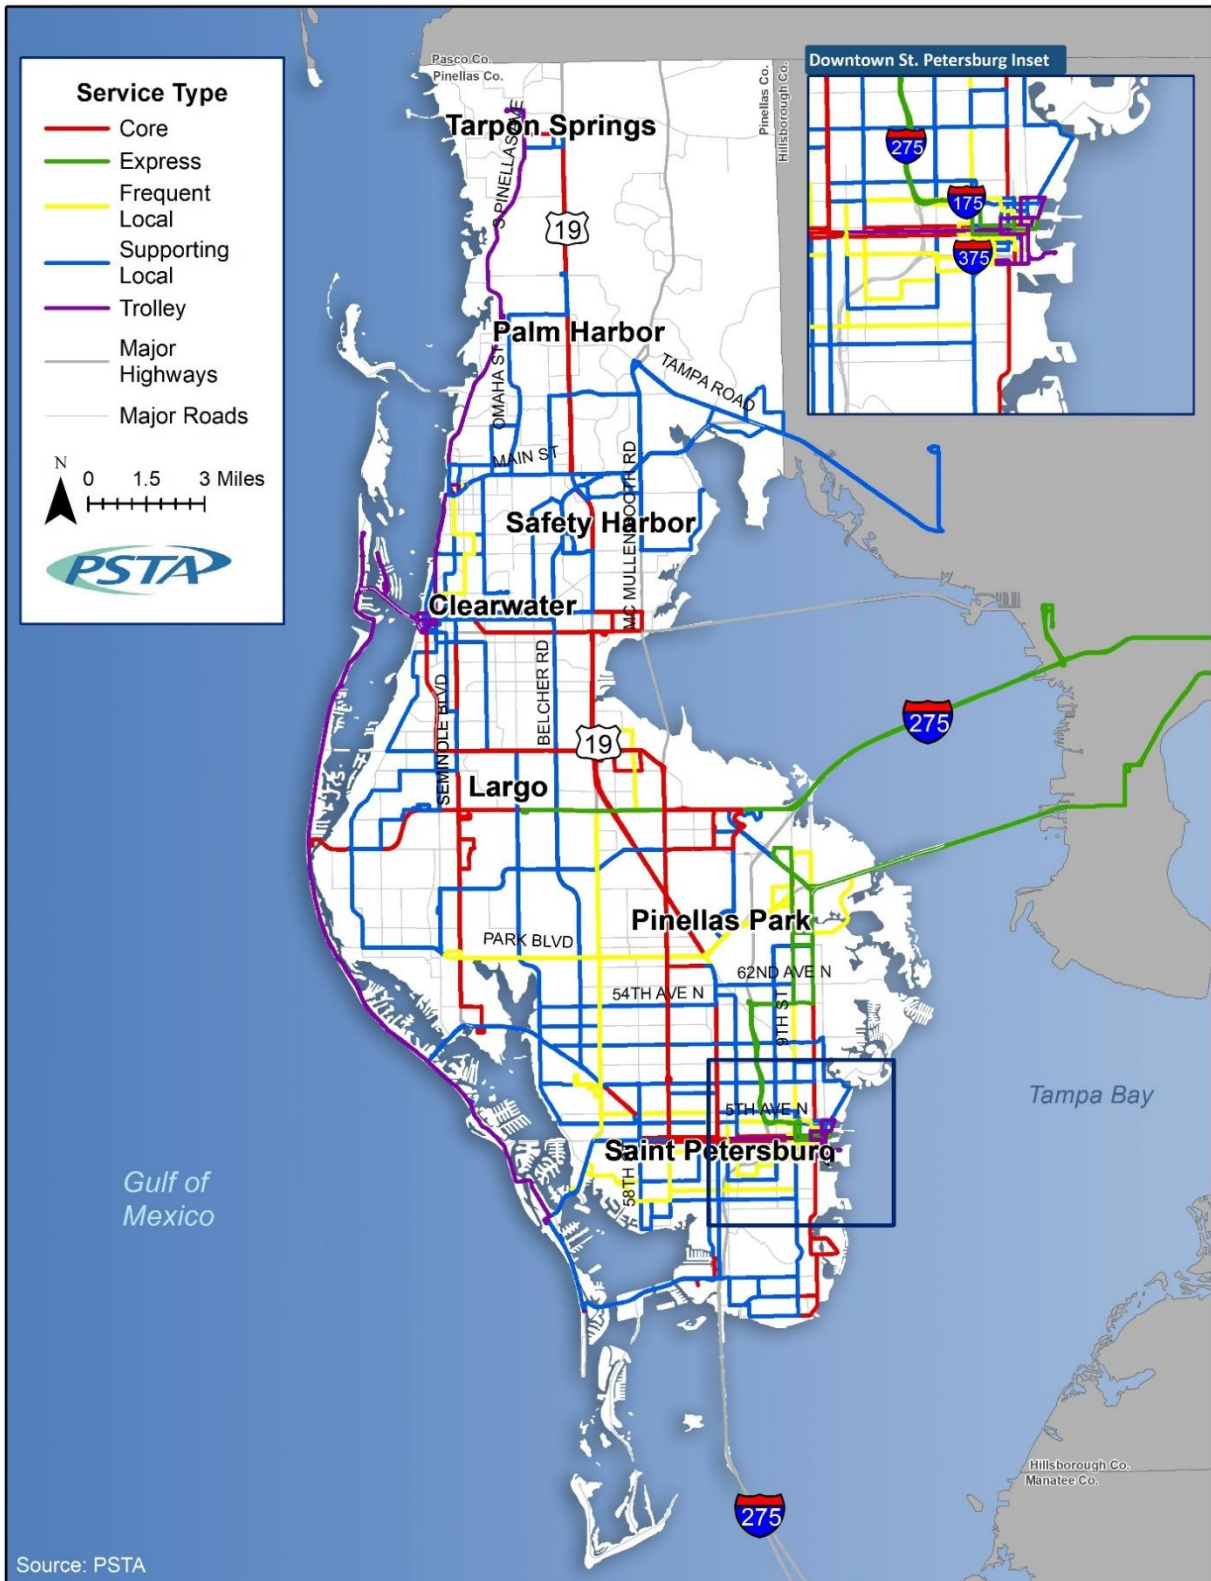 Service Type
Core
Express
Frequent
Local
Supporting
Local
Trolley
Major
Highways
Major Roads
N
0 1.5 3 Miles
PSTA
Pasco Co.
Pinellas Co.
Pinellas Co.
Hillsborough Co.
Downtown St. Petersburg Inset
275
175
375
Tarpon Springs
S PINELLAS AVE
19
Palm Harbor
OMAHA ST
TAMPA ROAD
MAIN ST
MC MULLEN BOOTH RD
Safety Harbor
Clearwater
SEMINOLE BLVD
BELCHER RD
19
275
Largo
Pinellas Park
PARK BLVD
62ND AVE N
54TH AVE N
9TH ST
5TH AVE N
Tampa Bay
Saint Petersburg
58TH
Gulf of
Mexico
Hillsborough Co.
Manatee Co.
275
Source: PSTA